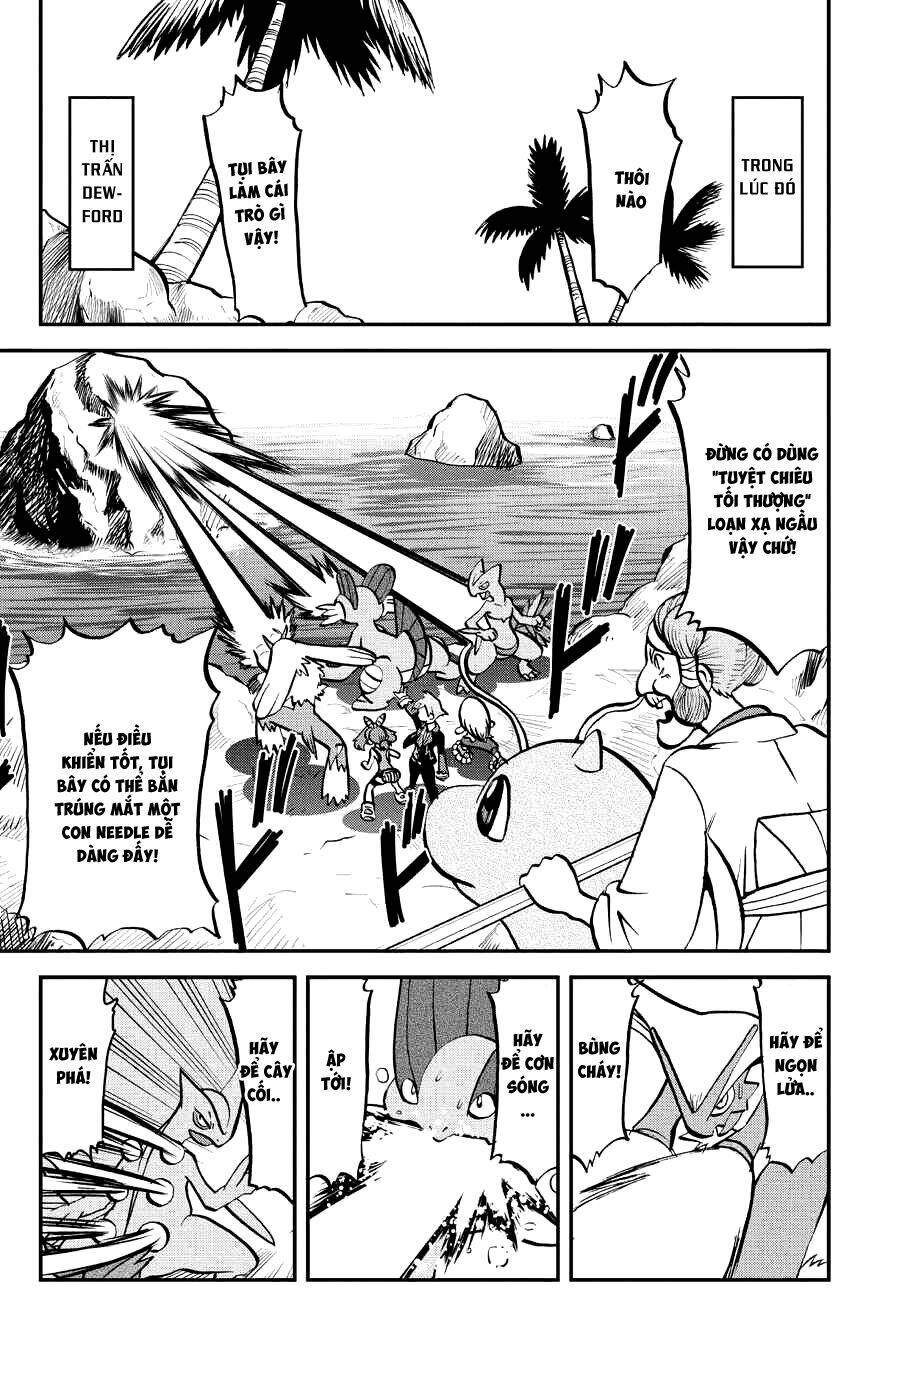 TRONG
LÚC ĐÓ
THÔI
NÀO
TỤI BÂY
LÀM CÁI
TRÒ GÌ
VẬY!
THỊ
TRẤN
DEW-
FORD
ĐỪNG CÓ DÙNG
"TUYỆT CHIÊU
TỐI THƯỢNG"
LOẠN XẠ NGẦU
VẬY CHỨ!
NẾU ĐIỀU
KHIỂN TỐT, TỤI
BÂY CÓ THỂ BẮN
TRÚNG MẮT MỘT
CON NEEDLE DỄ
DÀNG ĐẤY!
HÃY ĐỂ
NGỌN
LỬA..
BÙNG
CHÁY!
HÃY
ĐỂ CƠN
SÓNG
...
ẬP
TỚI!
HÃY
ĐỂ CÂY
CỐI..
XUYÊN
PHÁ!